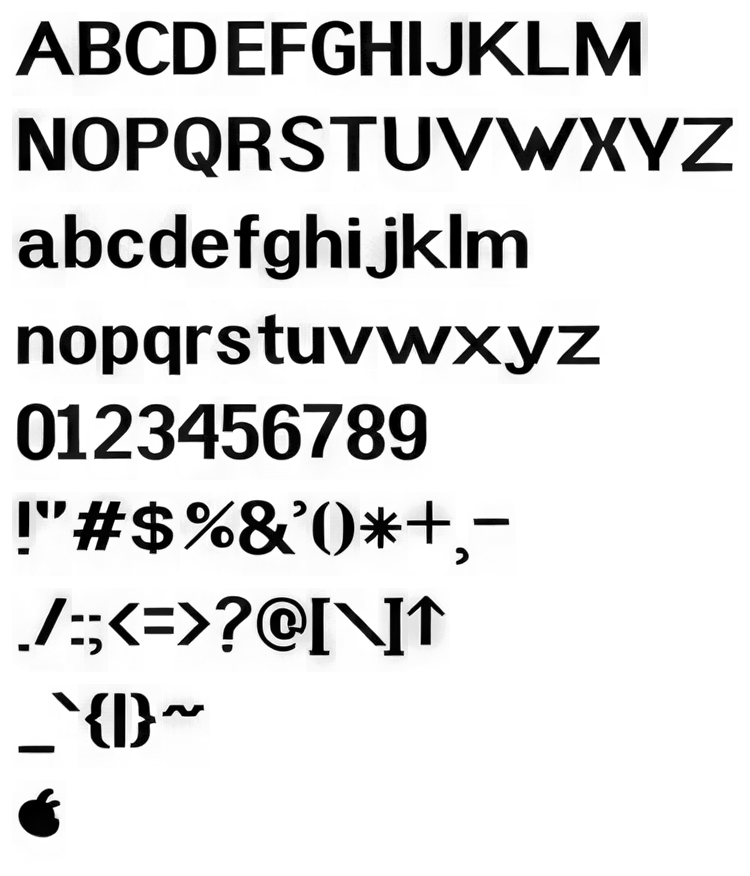 ABCDEFGHIJKLM
NOPQRSTUVWXYZ
abcdefghijklm
nopqrstuvwxyz
0123456789
!"#$%&’()*+,-
./:;<=>?@[\]↑
_`{|}~